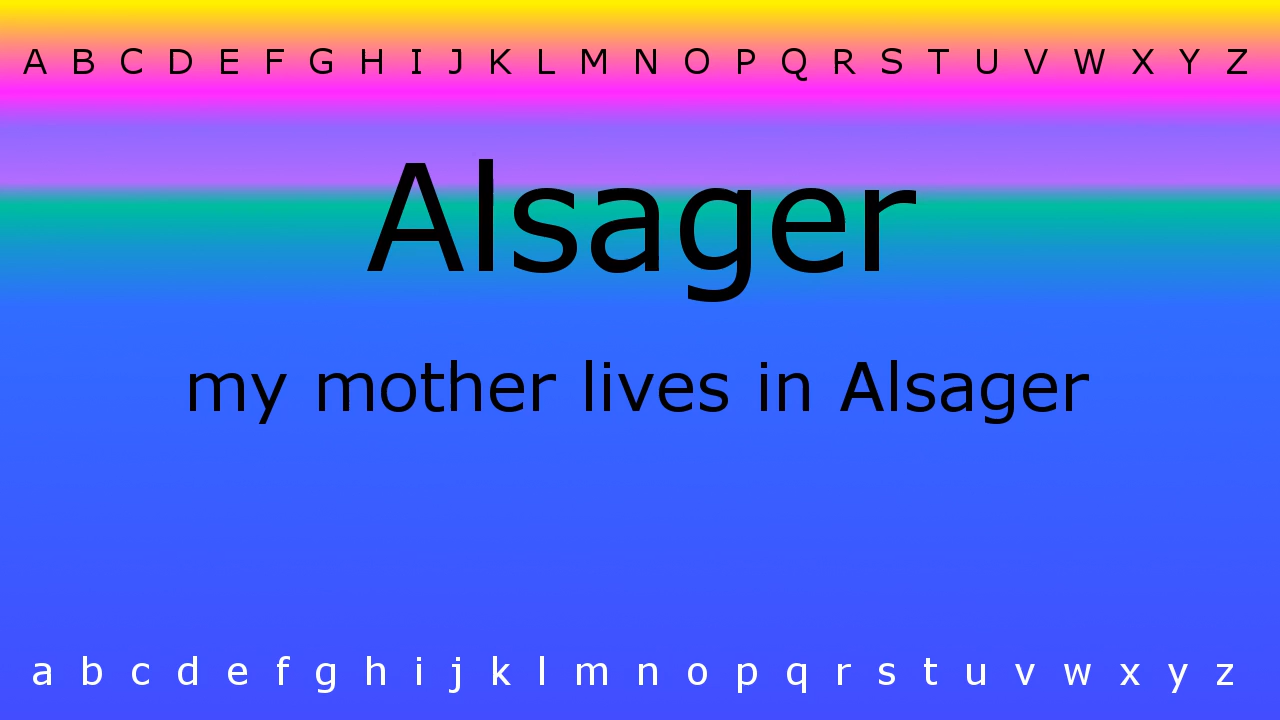 A B C D E F G H I J K L M N O P Q R S T U V W X Y Z
Alsager
my mother lives in Alsager
a b c d e f g h i j k l m n o p q r s t u v w x y z